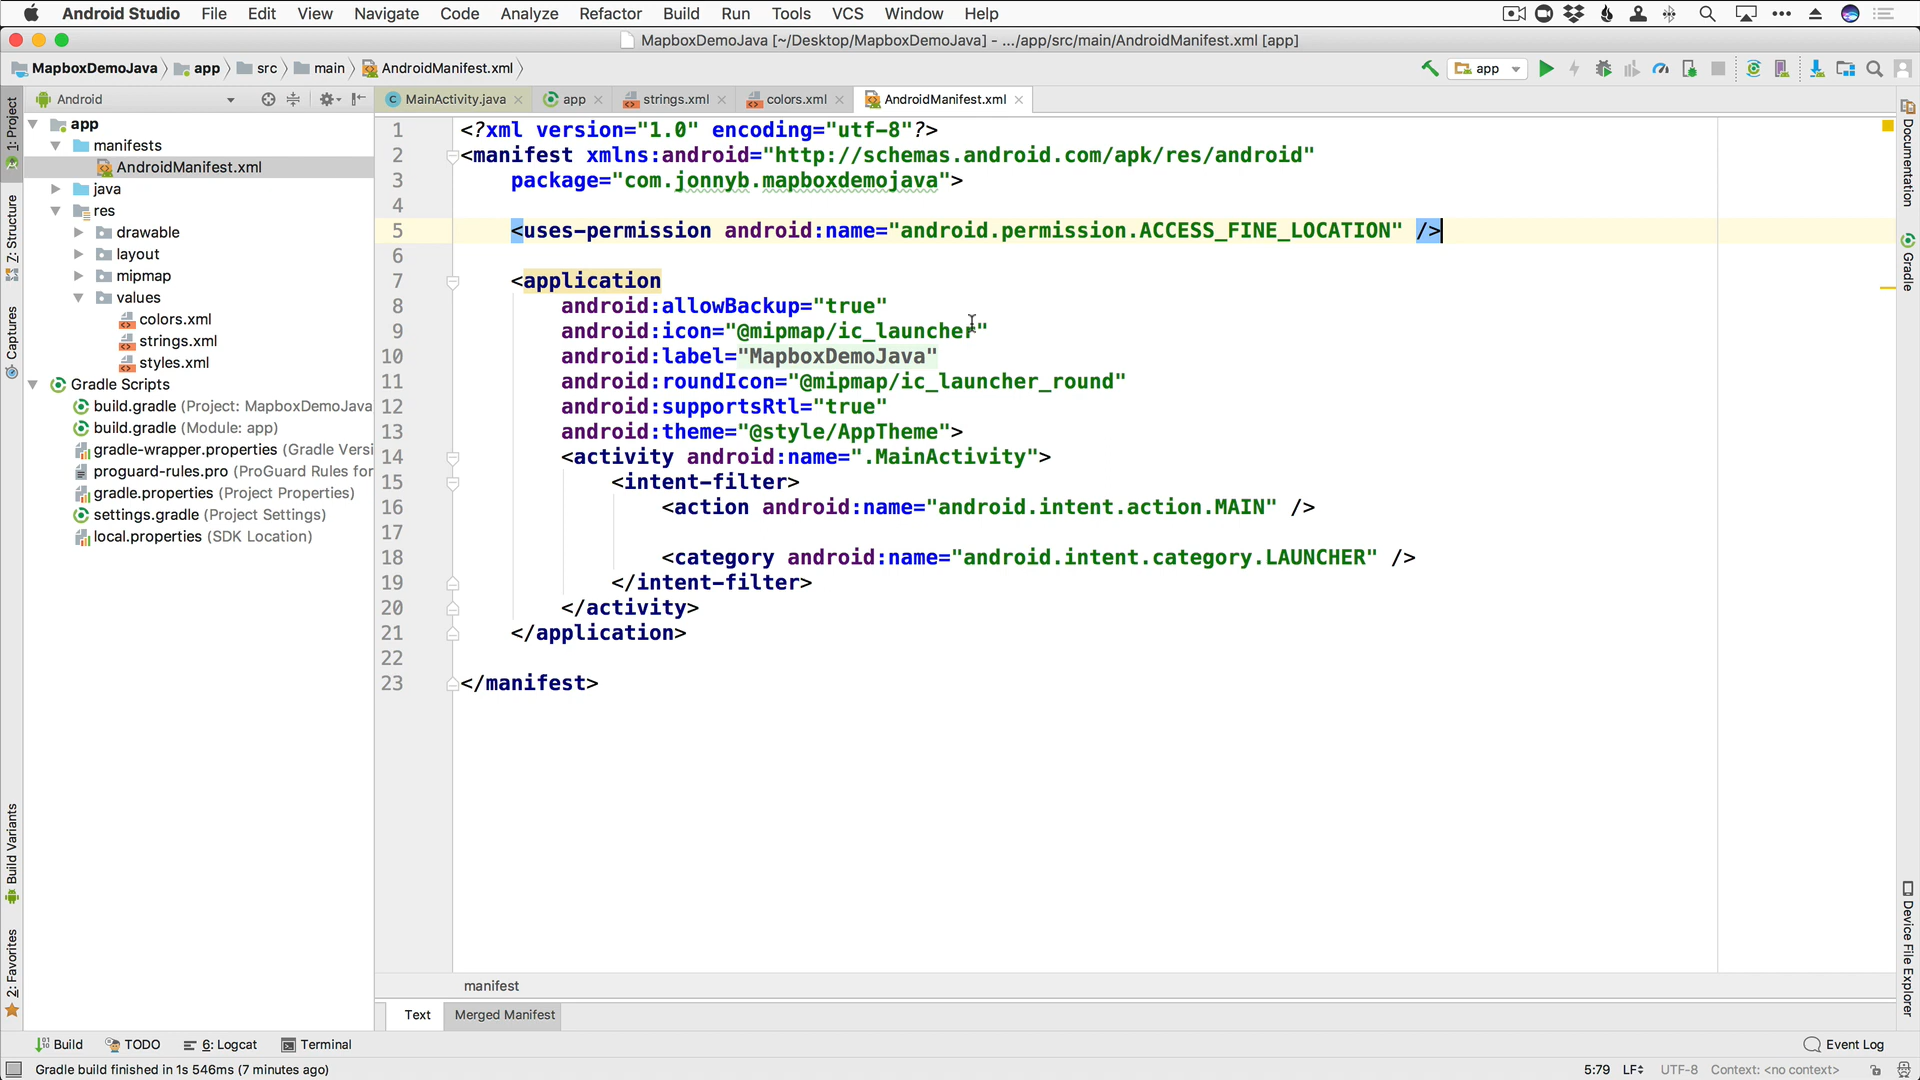 Android Studio File Edit View Navigate Code Analyze Refactor Build Run Tools VCS Window Help
MapboxDemoJava [~/Desktop/MapboxDemoJava] - .../app/src/main/AndroidManifest.xml [app]
MapboxDemoJava app src main AndroidManifest.xml app
Android MainActivity.java app strings.xml colors.xml AndroidManifest.xml
1: Project
Z: Structure
Captures
Build Variants
2: Favorites
app
manifests
AndroidManifest.xml
java
res
drawable
layout
mipmap
values
colors.xml
strings.xml
styles.xml
Gradle Scripts
build.gradle (Project: MapboxDemoJava
build.gradle (Module: app)
gradle-wrapper.properties (Gradle Versi
proguard-rules.pro (ProGuard Rules for
gradle.properties (Project Properties)
settings.gradle (Project Settings)
local.properties (SDK Location)
1 <?xml version="1.0" encoding="utf-8"?>
2 <manifest xmlns:android="http://schemas.android.com/apk/res/android"
3 package="com.jonnyb.mapboxdemojava">
4
5 <uses-permission android:name="android.permission.ACCESS_FINE_LOCATION" />
6
7 <application
8 android:allowBackup="true"
9 android:icon="@mipmap/ic_launcher"
10 android:label="MapboxDemoJava"
11 android:roundIcon="@mipmap/ic_launcher_round"
12 android:supportsRtl="true"
13 android:theme="@style/AppTheme">
14 <activity android:name=".MainActivity">
15 <intent-filter>
16 <action android:name="android.intent.action.MAIN" />
17
18 <category android:name="android.intent.category.LAUNCHER" />
19 </intent-filter>
20 </activity>
21 </application>
22
23 </manifest>
Documentation
Gradle
Device File Explorer
manifest
Text Merged Manifest
Build TODO 6: Logcat Terminal Event Log
Gradle build finished in 1s 546ms (7 minutes ago) 5:79 LF UTF-8 Context: <no context>